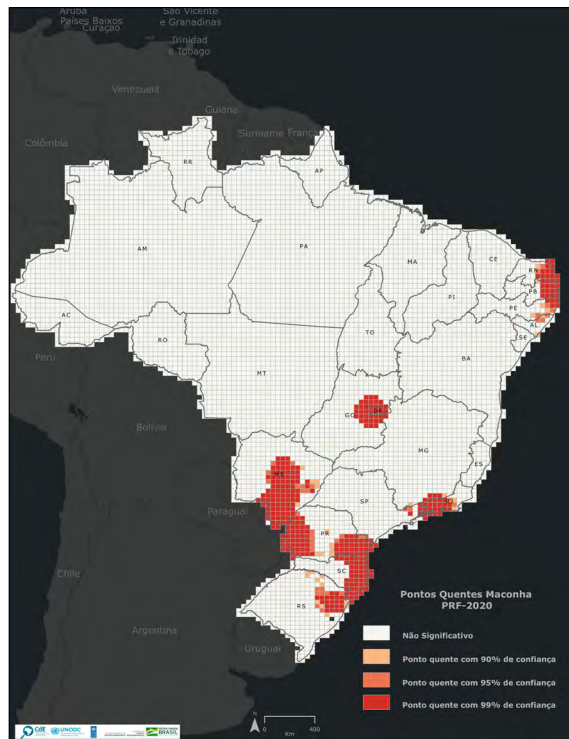 Aruba
Países Baixos
Curaçao
São Vicente
e Granadinas
Trinidad
e Tobago
Venezuela
Guiana
Colômbia
Suriname
França
RR
AP
AM
PA
MA
CE
RN
PB
PI
PE
AL
SE
AC
TO
RO
BA
Peru
MT
GO
DF
Bolívia
MG
MS
ES
SP
RJ
Paraguai
PR
SC
Chile
RS
Argentina
Uruguai
Pontos Quentes Maconha
PRF-2020
Não Significativo
Ponto quente com 90% de confiança
Ponto quente com 95% de confiança
Ponto quente com 99% de confiança
N
0 400
Km
CdE
UNODC
BRASIL